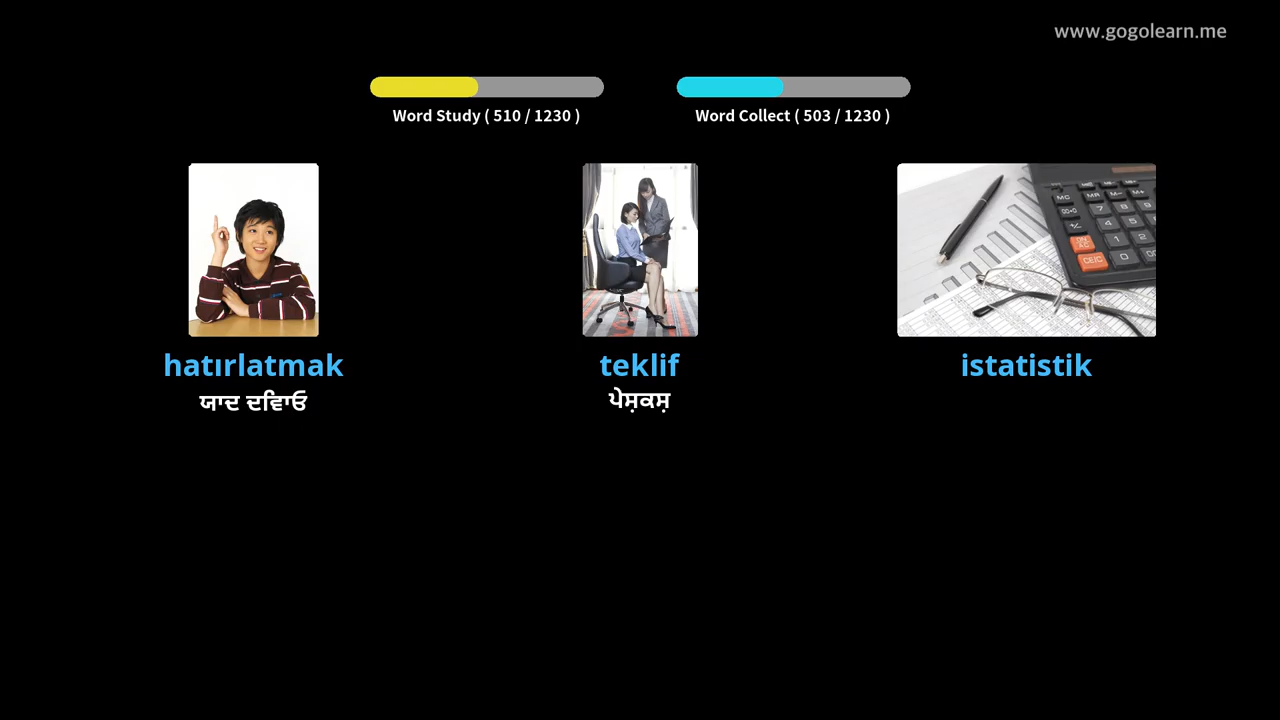 www.gogolearn.me
Word Study ( 510 / 1230 )
Word Collect ( 503 / 1230 )
hatırlatmak
ਯਾਦ ਦਵਿਾਓ
teklif
ਪੇਸ਼ਕਸ਼
istatistik